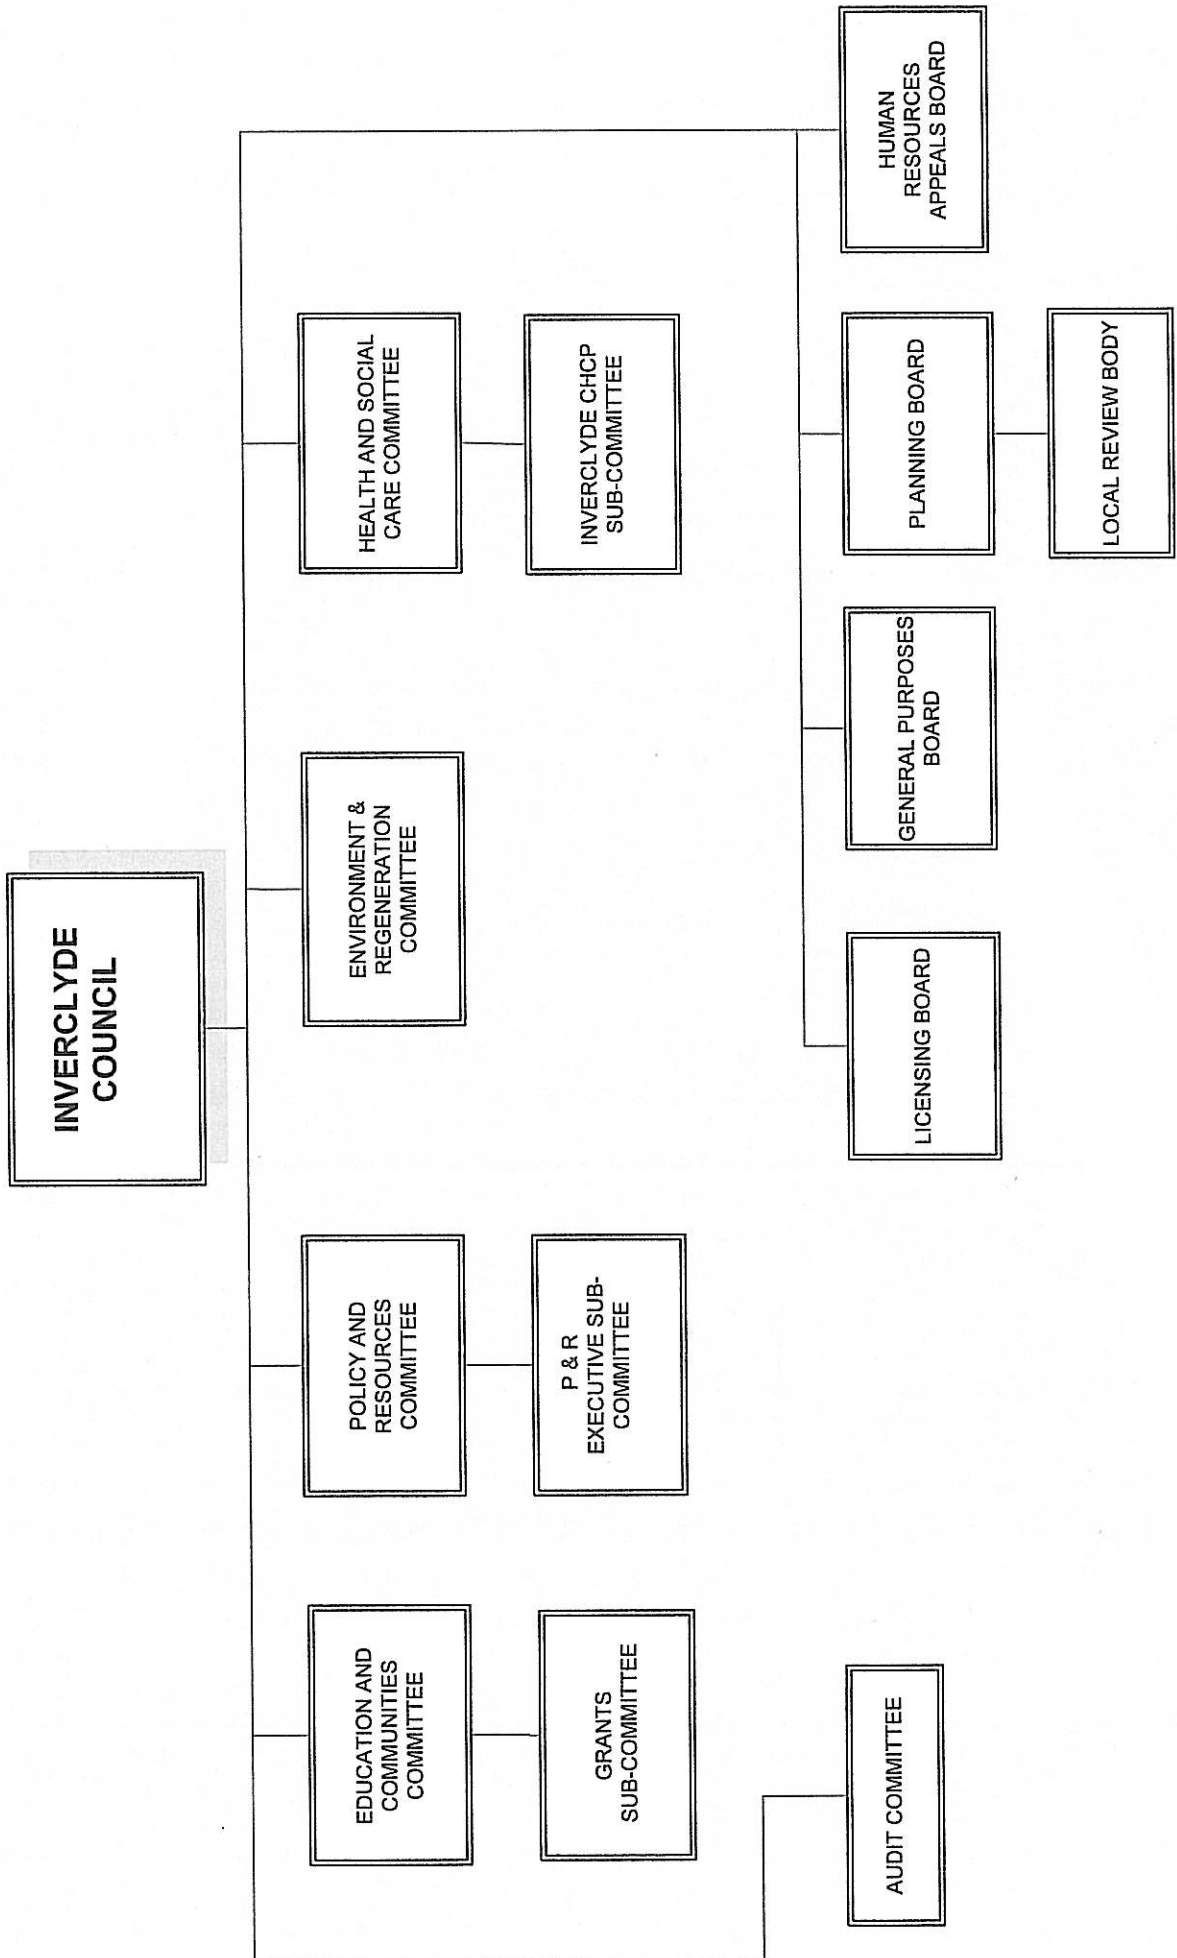 INVERCLYDE
COUNCIL
EDUCATION AND
COMMUNITIES
COMMITTEE
POLICY AND
RESOURCES
COMMITTEE
ENVIRONMENT &
REGENERATION
COMMITTEE
HEALTH AND SOCIAL
CARE COMMITTEE
GRANTS
SUB-COMMITTEE
P & R
EXECUTIVE SUB-
COMMITTEE
INVERCLYDE CHCP
SUB-COMMITTEE
AUDIT COMMITTEE
LICENSING BOARD
GENERAL PURPOSES
BOARD
PLANNING BOARD
HUMAN
RESOURCES
APPEALS BOARD
LOCAL REVIEW BODY